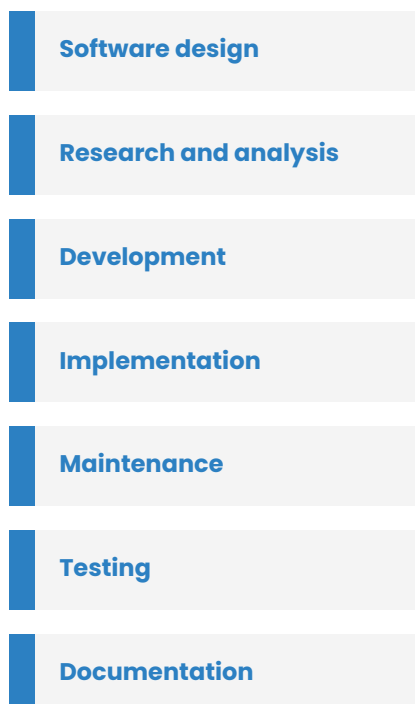 Software design
Research and analysis
Development
Implementation
Maintenance
Testing
Documentation